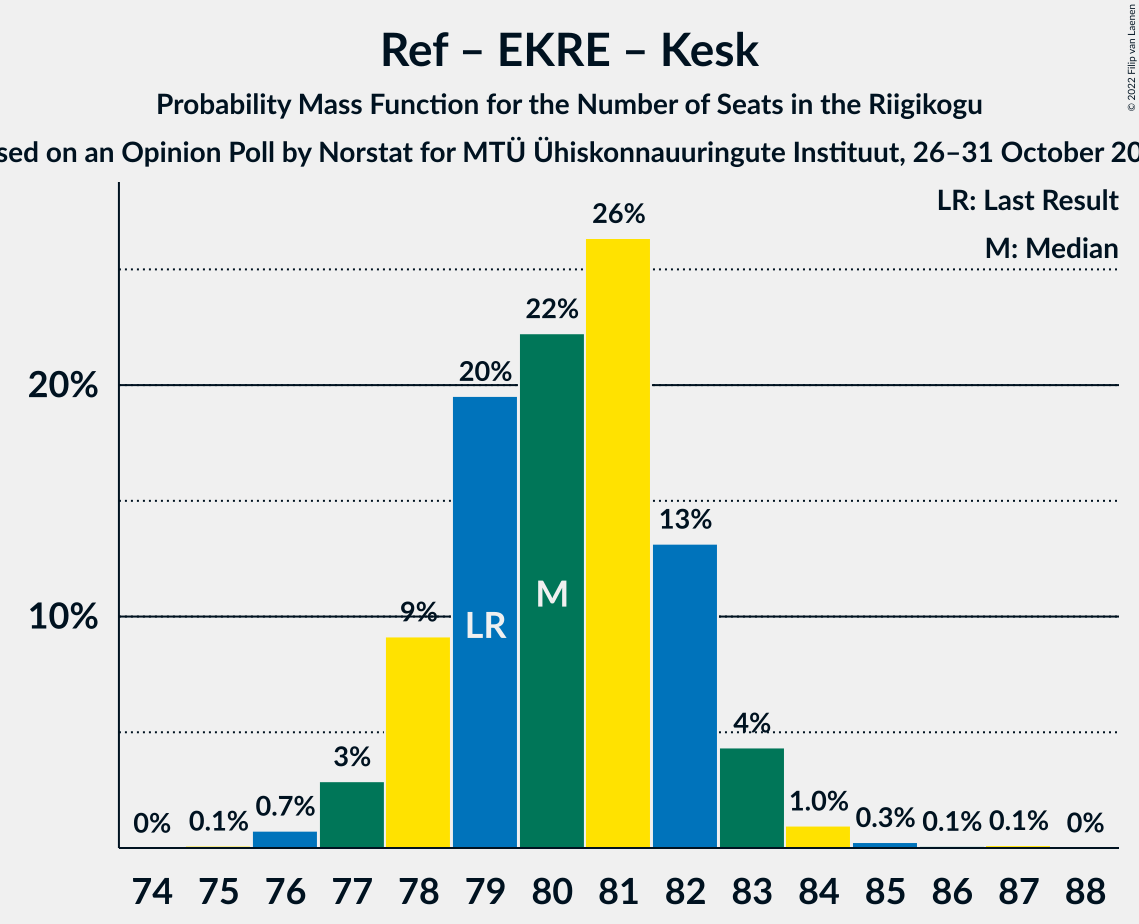 Ref – EKRE – Kesk
Probability Mass Function for the Number of Seats in the Riigikogu
sed on an Opinion Poll by Norstat for MTÜ Ühiskonnauuringute Instituut, 26–31 October 20
© 2022 Filip van Laenen
LR: Last Result
M: Median
26%
22%
20%
20%
13%
10%
9%
LR
M
4%
3%
1.0%
0.7%
0.3%
0% 0.1% 0.1% 0.1% 0%
74 75 76 77 78 79 80 81 82 83 84 85 86 87 88